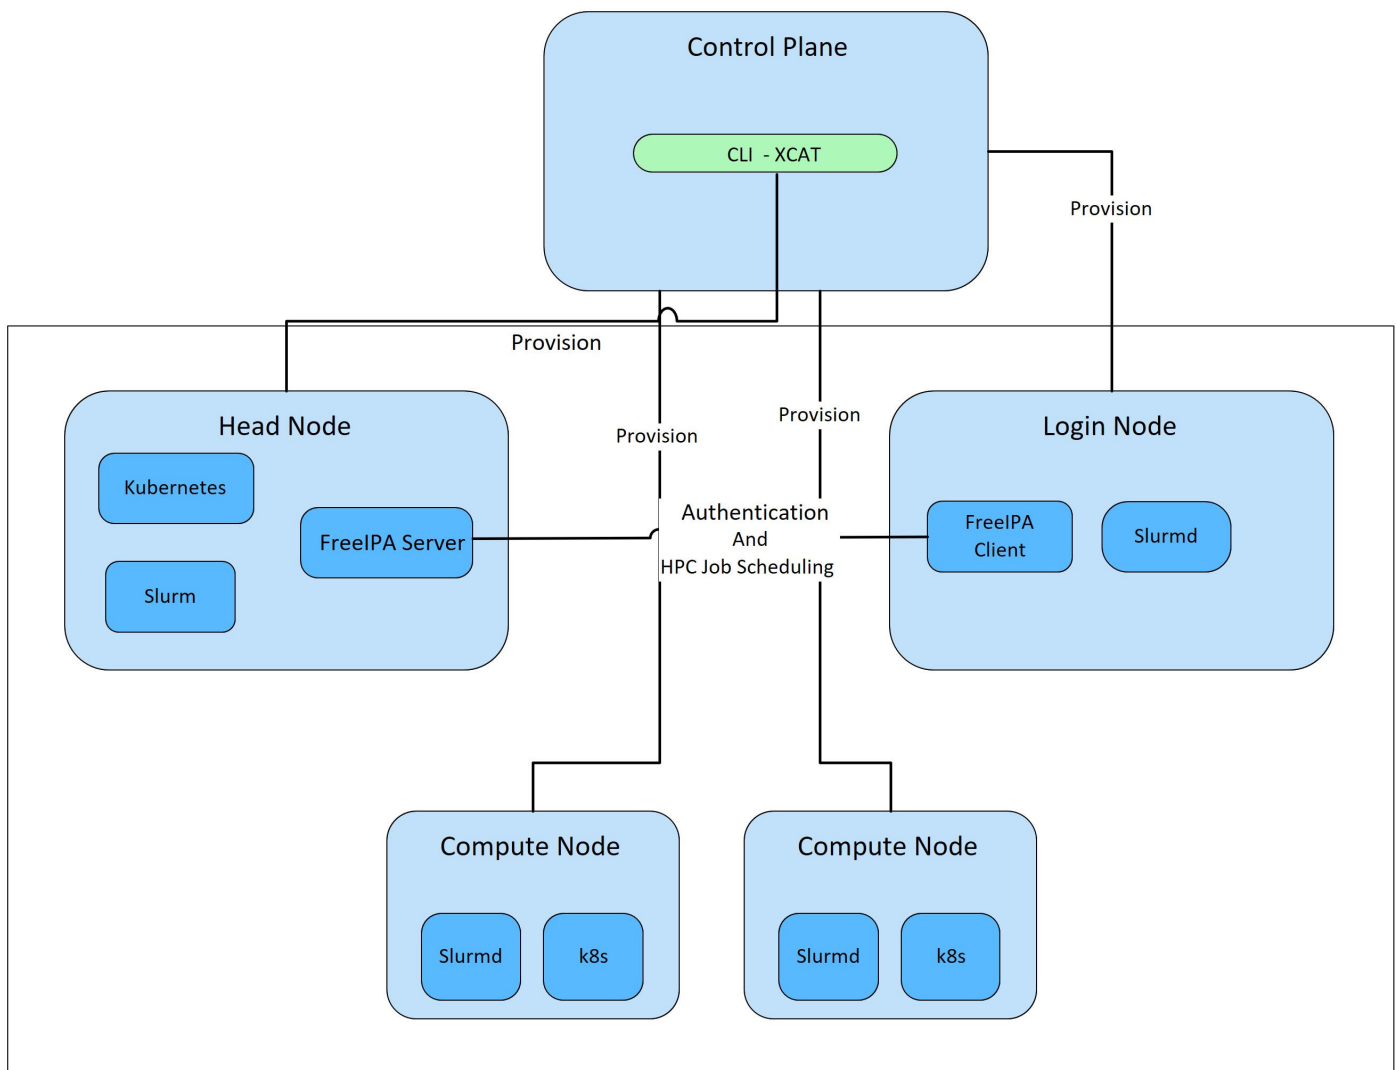 Control Plane
CLI - XCAT
Provision
Provision
Head Node
Kubernetes
FreeIPA Server
Slurm
Provision
Provision
Authentication
And
HPC Job Scheduling
Login Node
FreeIPA
Client
Slurmd
Compute Node
Slurmd
k8s
Compute Node
Slurmd
k8s